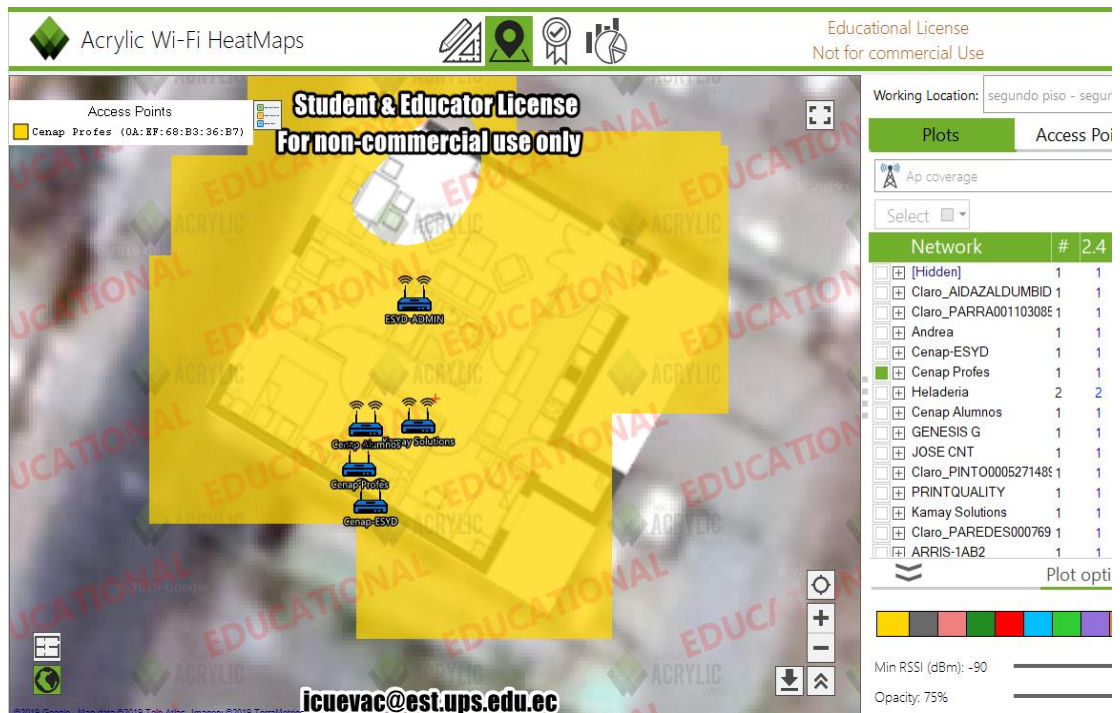 Acrylic Wi-Fi HeatMaps
Educational License
Not for commercial Use
Access Points
Cenap Profes (0A:EF:68:B3:36:B7)
Student & Educator License
For non-commercial use only
ESYD-ADMIN
Cenap Alumnos
Kamay Solutions
Cenap Profes
Cenap-ESYD
icuevac@est.ups.edu.ec
Working Location: segundo piso - segun
Plots Access Poi
Ap coverage
Select
Network # 2.4
[Hidden] 1 1
Claro_AIDAZALDUMBID 1 1
Claro_PARRA001103085 1 1
Andrea 1 1
Cenap-ESYD 1 1
Cenap Profes 1 1
Heladeria 2 2
Cenap Alumnos 1 1
GENESIS G 1 1
JOSE CNT 1 1
Claro_PINTO000527148 1 1
PRINTQUALITY 1 1
Kamay Solutions 1 1
Claro_PAREDES000769 1 1
ARRIS-1AB2 1 1
Plot opti
Min RSSI (dBm): -90
Opacity: 75%
EDUCATIONAL
ACRYLIC